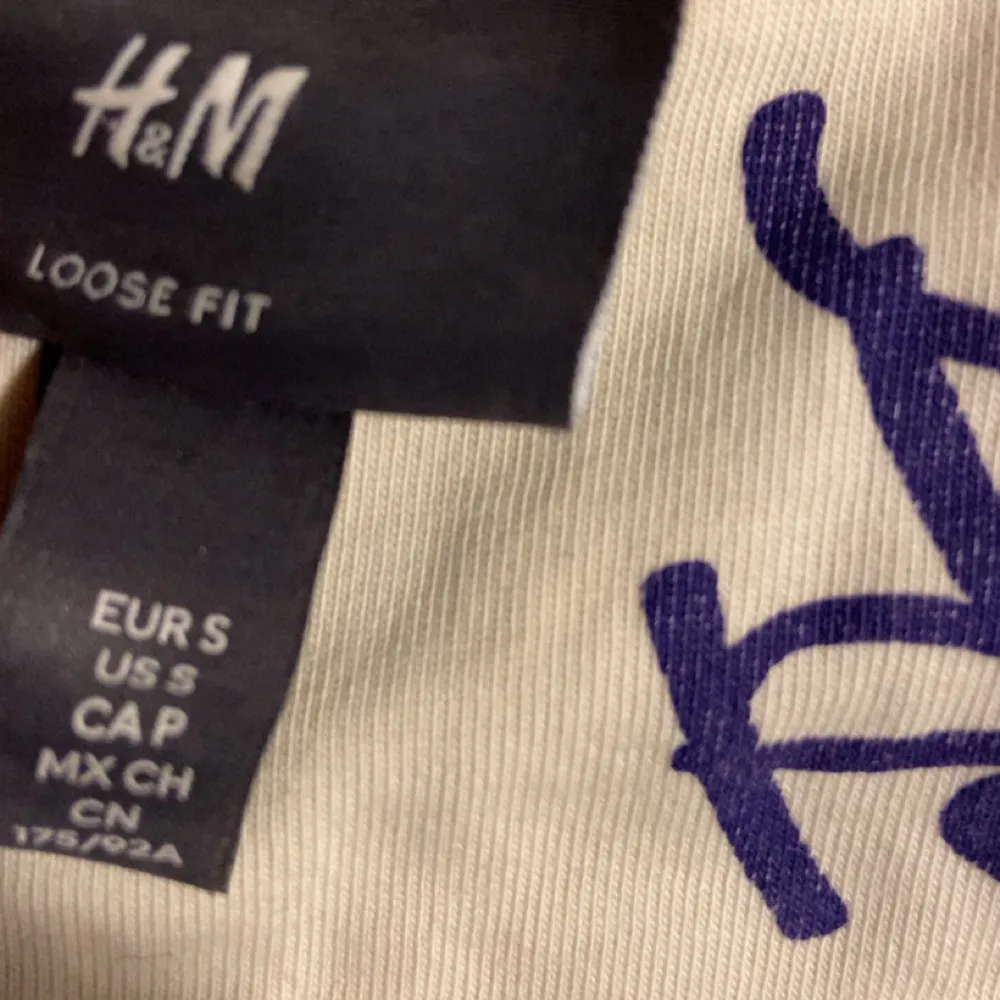 H&M
LOOSE FIT
EUR S
US S
CA P
MX CH
CN
175/92A